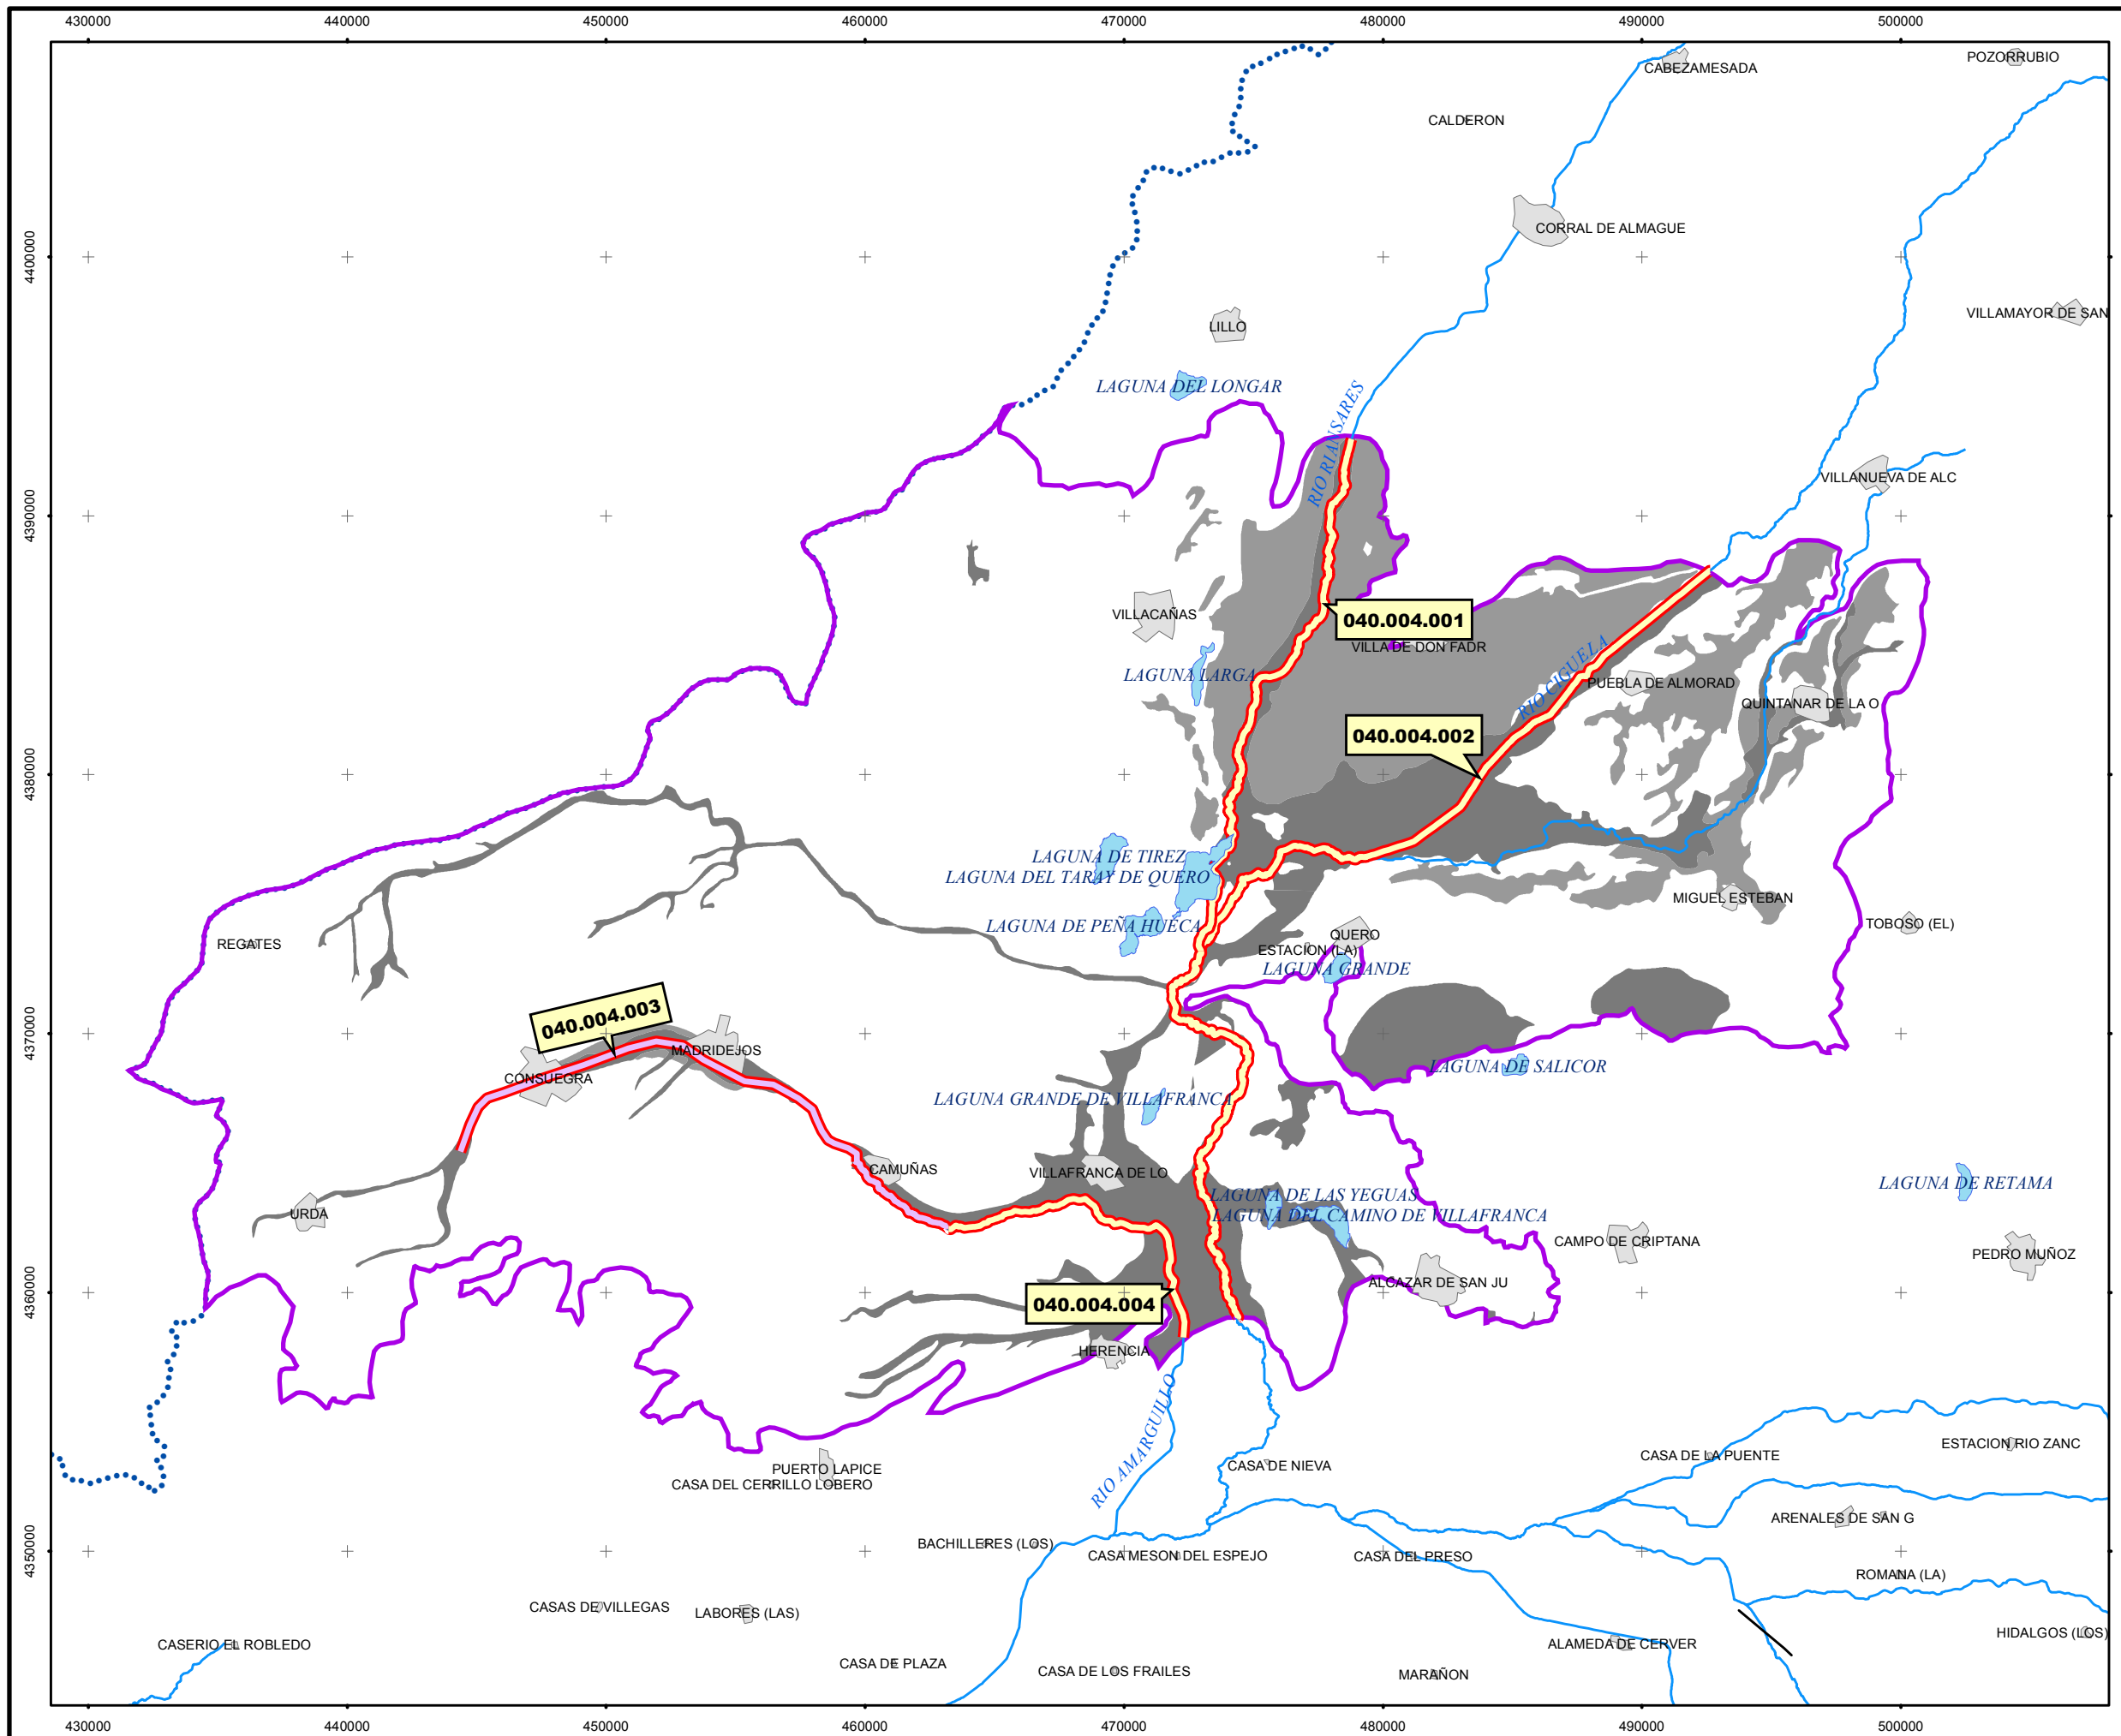 430000 440000 450000 460000 470000 480000 490000 500000
CABEZAMESADA
POZORRUBIO
CALDERON
CORRAL DE ALMAGUE
4400000
VILLAMAYOR DE SAN
LILLO
LAGUNA DEL LONGAR
RIO RIANSARES
VILLANUEVA DE ALC
4390000
VILLACAÑAS
040.004.001
VILLA DE DON FADR
LAGUNA LARGA
RIO CIGUELA
PUEBLA DE ALMORAD
QUINTANAR DE LA O
040.004.002
4380000
LAGUNA DE TIREZ
LAGUNA DEL TARAY DE QUERO
MIGUEL ESTEBAN
LAGUNA DE PEÑA HUECA
TOBOSO (EL)
QUERO
REGATES
ESTACION (LA)
LAGUNA GRANDE
040.004.003
4370000
MADRIDEJOS
LAGUNA DE SALICOR
CONSUEGRA
LAGUNA GRANDE DE VILLAFRANCA
CAMUÑAS
VILLAFRANCA DE LO
LAGUNA DE RETAMA
LAGUNA DE LAS YEGUAS
URDA
LAGUNA DEL CAMINO DE VILLAFRANCA
CAMPO DE CRIPTANA
PEDRO MUÑOZ
ALCAZAR DE SAN JU
4360000
040.004.004
HERENCIA
RIO AMARGUILLO
ESTACION RIO ZANC
CASA DE LA PUENTE
CASA DE NIEVA
PUERTO LAPICE
CASA DEL CERRILLO LOBERO
ARENALES DE SAN G
4350000
BACHILLERES (LOS)
CASA MESON DEL ESPEJO
CASA DEL PRESO
ROMANA (LA)
CASAS DE VILLEGAS
LABORES (LAS)
HIDALGOS (LOS)
CASERIO EL ROBLEDO
ALAMEDA DE CERVER
CASA DE PLAZA
CASA DE LOS FRAILES
MARAÑON
430000 440000 450000 460000 470000 480000 490000 500000